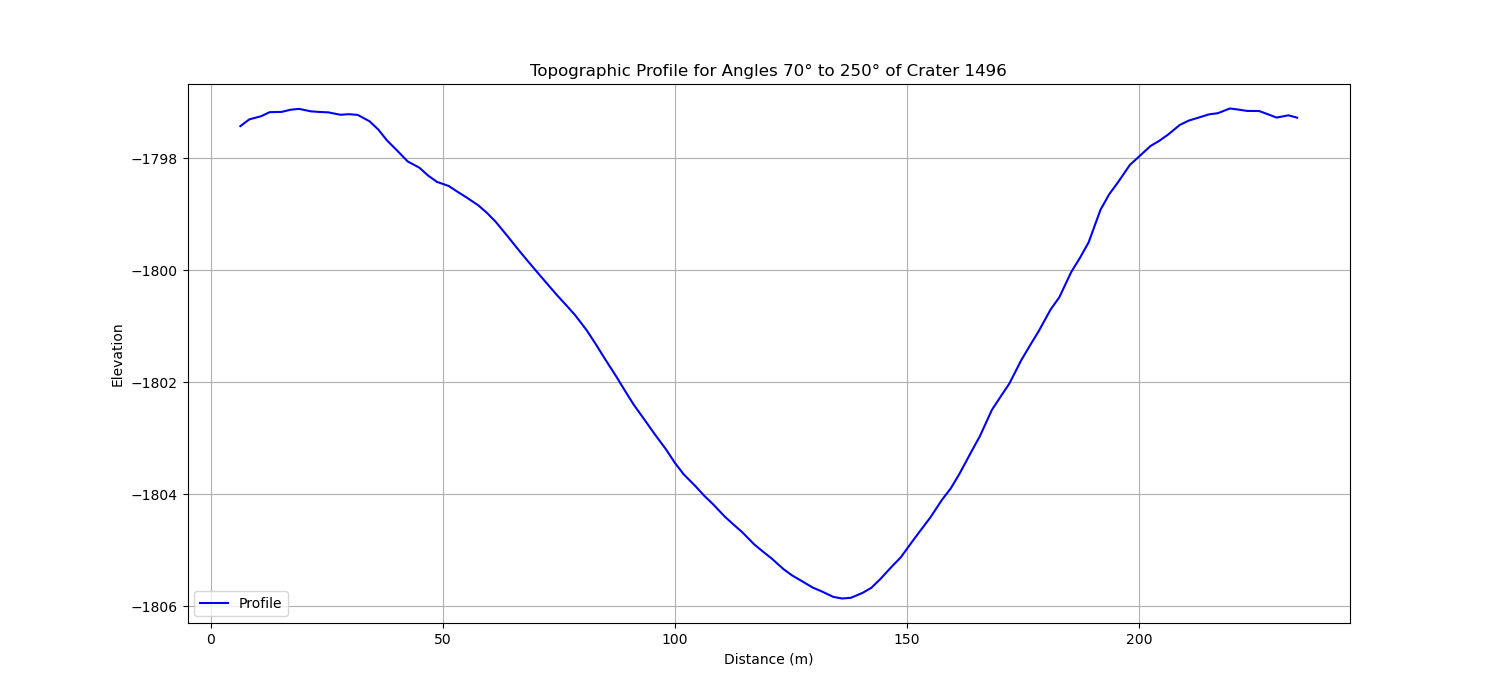 Topographic Profile for Angles 70° to 250° of Crater 1496
Elevation
−1798
−1800
−1802
−1804
−1806
Profile
0 50 100 150 200
Distance (m)